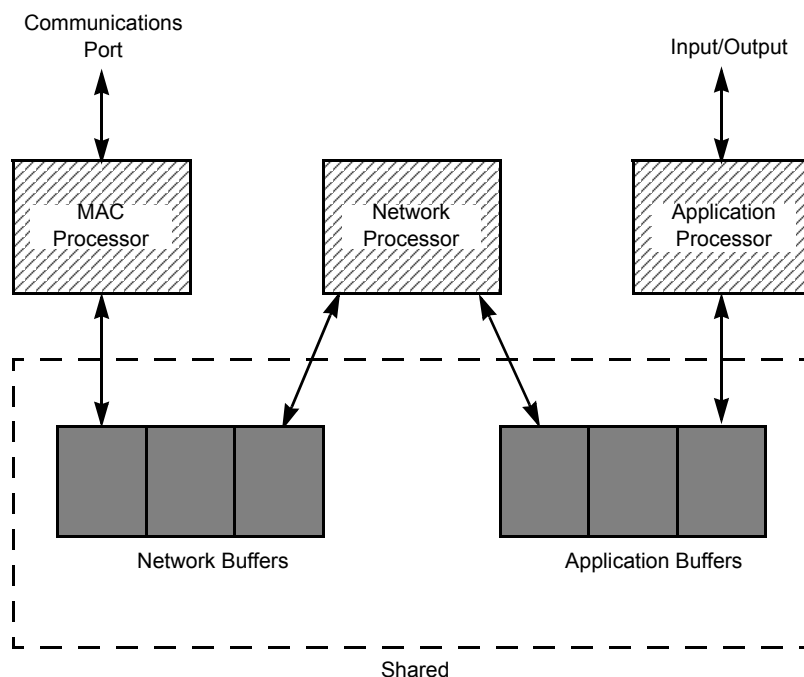 Communications
Port
Input/Output
MAC
Processor
Network
Processor
Application
Processor
Network Buffers
Application Buffers
Shared